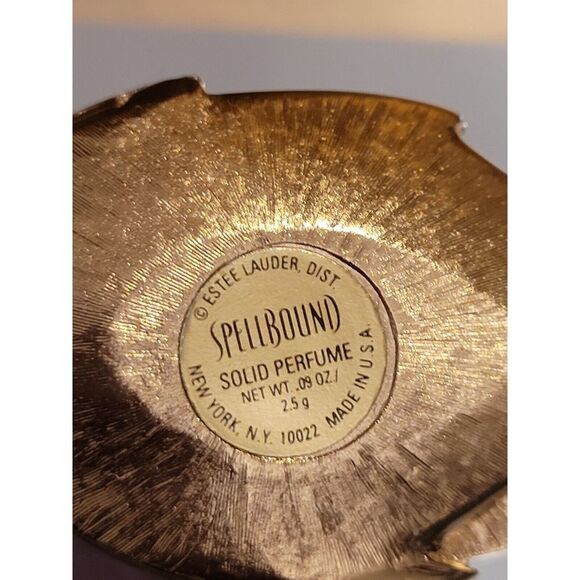 © ESTEE LAUDER, DIST.
SPELLBOUND
SOLID PERFUME
NET WT. .09 OZ./
2.5 g
NEW YORK, N.Y. 10022 MADE IN U.S.A.